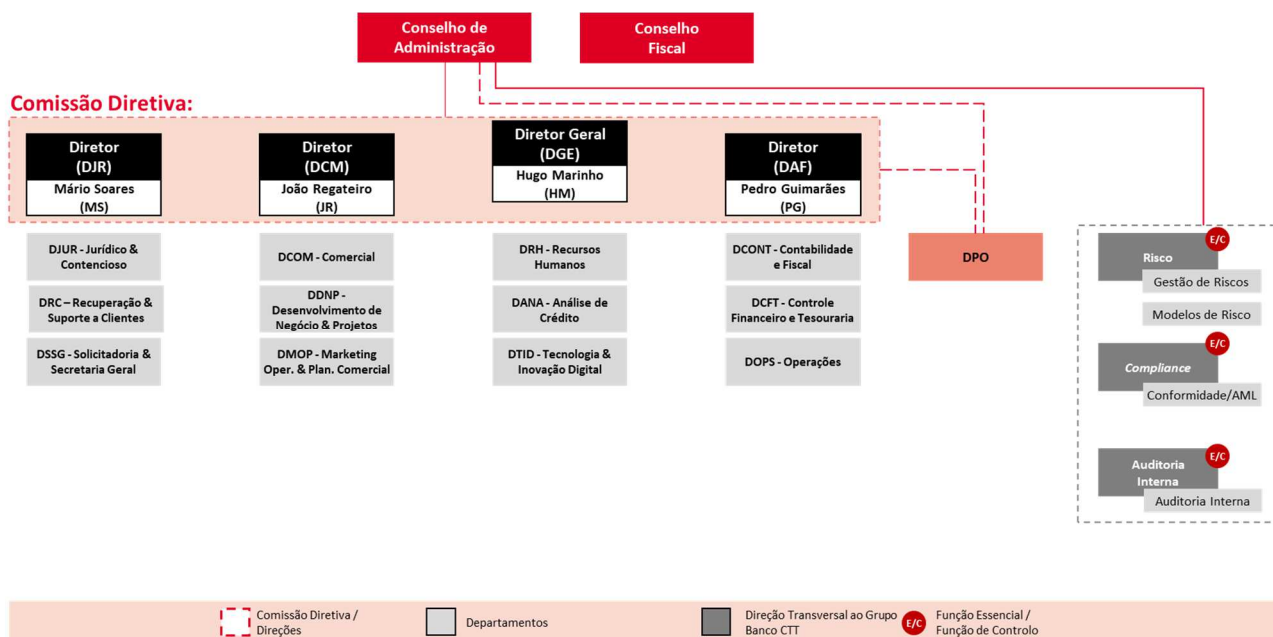 Conselho de
Administração
Conselho
Fiscal
Comissão Diretiva:
Diretor
(DJR)
Mário Soares
(MS)
Diretor
(DCM)
João Regateiro
(JR)
Diretor Geral
(DGE)
Hugo Marinho
(HM)
Diretor
(DAF)
Pedro Guimarães
(PG)
DJUR - Jurídico &
Contencioso
DRC – Recuperação &
Suporte a Clientes
DSSG - Solicitadoria &
Secretaria Geral
DCOM - Comercial
DDNP -
Desenvolvimento de
Negócio & Projetos
DMOP - Marketing
Oper. & Plan. Comercial
DRH - Recursos
Humanos
DANA - Análise de
Crédito
DTID - Tecnologia &
Inovação Digital
DCONT - Contabilidade
e Fiscal
DCFT - Controle
Financeiro e Tesouraria
DOPS - Operações
DPO
E/C
Risco
Gestão de Riscos
Modelos de Risco
E/C
Compliance
Conformidade/AML
E/C
Auditoria
Interna
Auditoria Interna
Comissão Diretiva /
Direções
Departamentos
Direção Transversal ao Grupo
Banco CTT
E/C
Função Essencial /
Função de Controlo